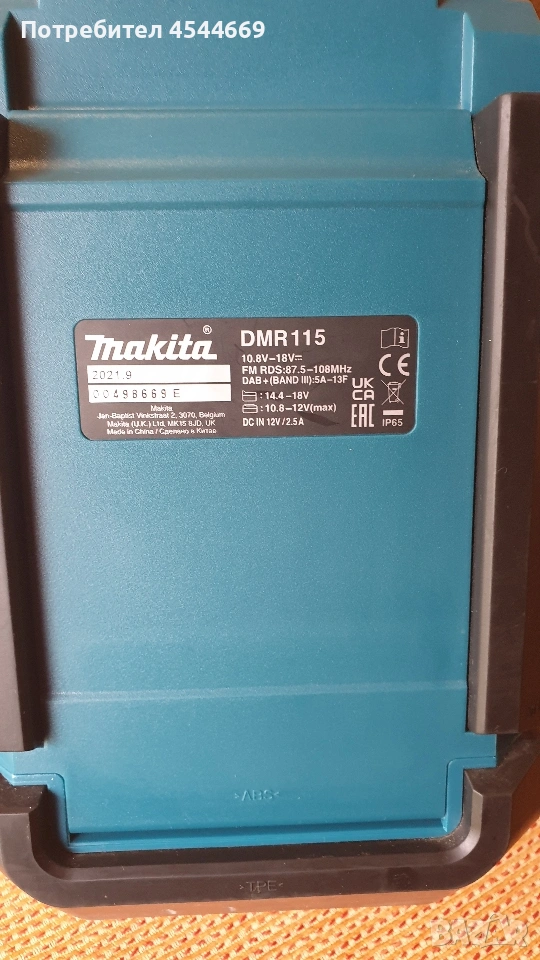 Потребител 4544669
makita®
2021.9
00498669 E
Makita
Jan-Baptist Vinkstraat 2, 3070, Belgium
Makita (U.K.) Ltd, MK15 8JD, UK
Made in China / Сделано в Китае
DMR115
10.8V-18V
FM RDS:87.5-108MHz
DAB+(BAND III):5A-13F
: 14.4-18V
: 10.8-12V(max)
DC IN 12V / 2.5 A
CE
UK
CA
EAC
IP65
>ABS<
>TPE<
BAZAR